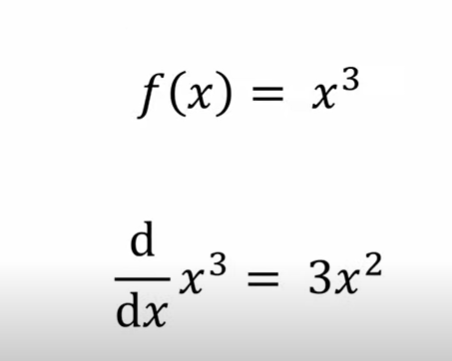 f(x) = x³
d/dx x³ = 3x²